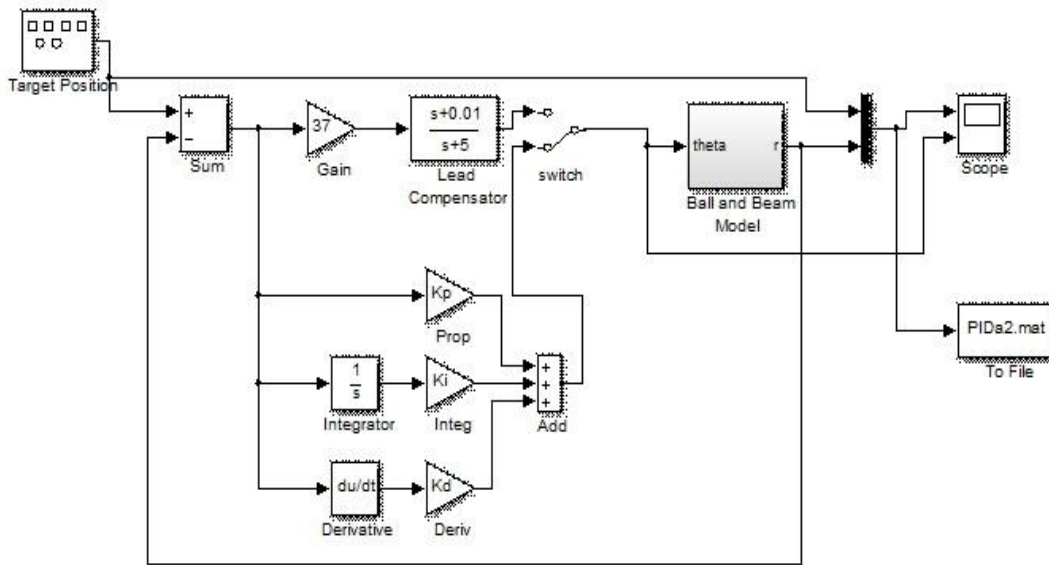 Target Position
+
−
Sum
37
Gain
s+0.01
s+5
Lead
Compensator
switch
theta
r
Ball and Beam
Model
Scope
Kp
Prop
1
s
Integrator
Ki
Integ
+
+
+
Add
du/dt
Derivative
Kd
Deriv
PIDa2.mat
To File